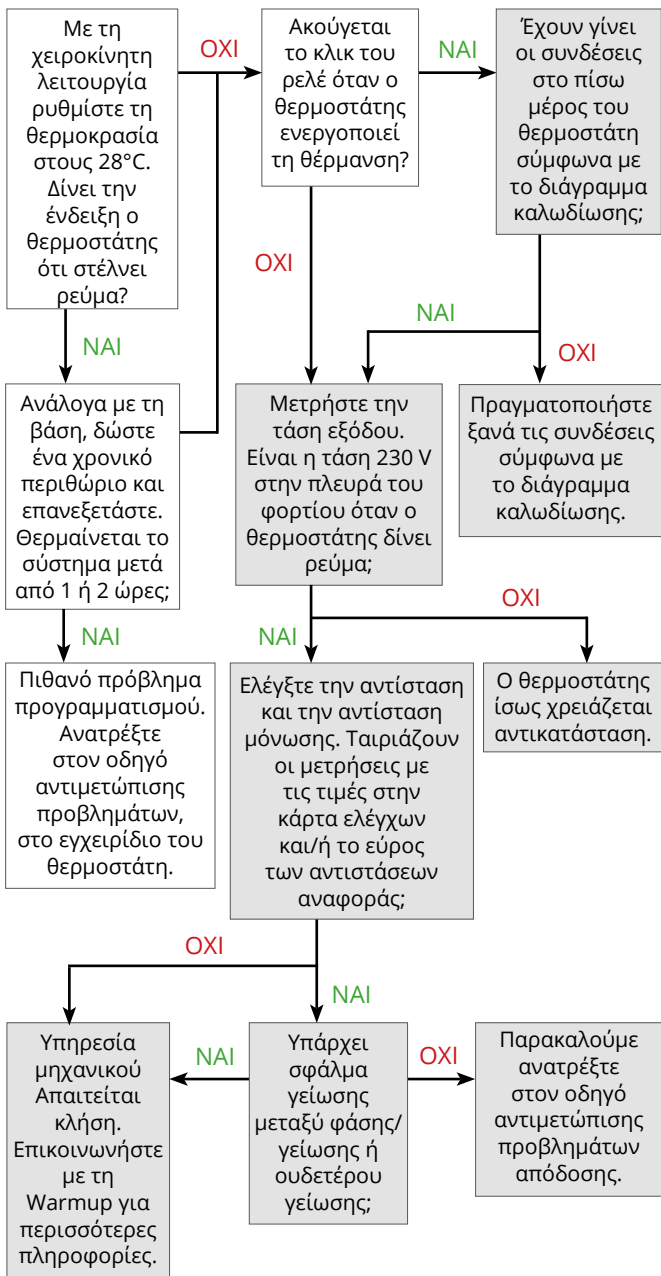 Με τη
χειροκίνητη
λειτουργία
ρυθμίστε τη
θερμοκρασία
στους 28°C.
Δίνει την
ένδειξη ο
θερμοστάτης
ότι στέλνει
ρεύμα?
ΟΧΙ
Ακούγεται
το κλικ του
ρελέ όταν ο
θερμοστάτης
ενεργοποιεί
τη θέρμανση?
ΝΑΙ
Έχουν γίνει
οι συνδέσεις
στο πίσω
μέρος του
θερμοστάτη
σύμφωνα με
το διάγραμμα
καλωδίωσης;
ΝΑΙ
ΟΧΙ
ΝΑΙ
ΟΧΙ
Ανάλογα με τη
βάση, δώστε
ένα χρονικό
περιθώριο και
επανεξετάστε.
Θερμαίνεται το
σύστημα μετά
από 1 ή 2 ώρες;
Μετρήστε την
τάση εξόδου.
Είναι η τάση 230 V
στην πλευρά του
φορτίου όταν ο
θερμοστάτης δίνει
ρεύμα;
Πραγματοποιήστε
ξανά τις συνδέσεις
σύμφωνα με
το διάγραμμα
καλωδίωσης.
ΝΑΙ
ΝΑΙ
ΟΧΙ
Πιθανό πρόβλημα
προγραμματισμού.
Ανατρέξτε
στον οδηγό
αντιμετώπισης
προβλημάτων,
στο εγχειρίδιο του
θερμοστάτη.
Ελέγξτε την αντίσταση
και την αντίσταση
μόνωσης. Ταιριάζουν
οι μετρήσεις με
τις τιμές στην
κάρτα ελέγχων
και/ή το εύρος
των αντιστάσεων
αναφοράς;
Ο θερμοστάτης
ίσως χρειάζεται
αντικατάσταση.
ΟΧΙ
ΝΑΙ
Υπηρεσία
μηχανικού
Απαιτείται
κλήση.
Επικοινωνήστε
με τη
Warmup για
περισσότερες
πληροφορίες.
ΝΑΙ
Υπάρχει
σφάλμα
γείωσης
μεταξύ φάσης/
γείωσης ή
ουδετέρου
γείωσης;
ΟΧΙ
Παρακαλούμε
ανατρέξτε
στον οδηγό
αντιμετώπισης
προβλημάτων
απόδοσης.